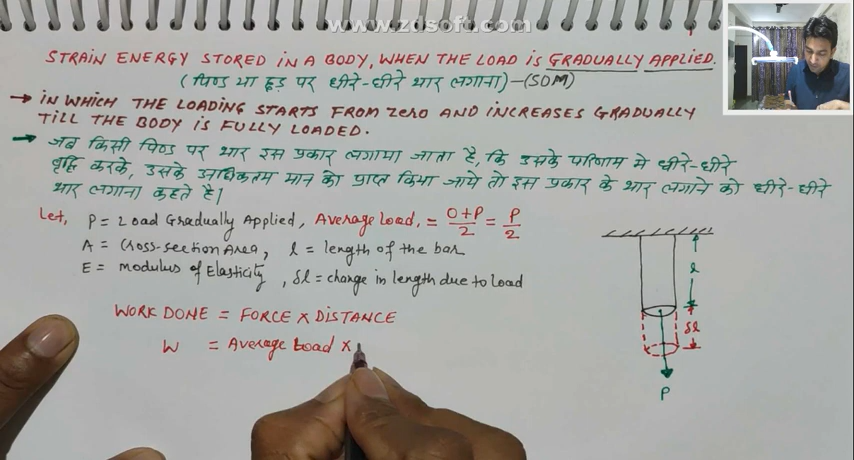 www.zdsoft.com
STRAIN ENERGY STORED IN A BODY, WHEN THE LOAD IS GRADUALLY APPLIED.
(पिण्ड या रूड पर धीरे-धीरे भार लगाना)-(SOM)
→ IN WHICH THE LOADING STARTS FROM ZERO AND INCREASES GRADUALLY
TILL THE BODY IS FULLY LOADED.
→ जब किसी पिण्ड पर भार इस प्रकार लगाया जाता है, कि उसके परिणाम मे धीरे-धीरे
वृद्धि करके, उसके अधिकतम मान को प्राप्त किया जाये तो इस प्रकार के भार लगाने को धीरे-धीरे
भार लगाना कहते है।
Let, P = Load Gradually Applied, Average Load, = 0+P/2 = P/2
A = Cross-section Area, l = length of the bar
E = modulus of Elasticity, δl = change in length due to Load
WORK DONE = FORCE × DISTANCE
W = Average Load ×
l
δl
P